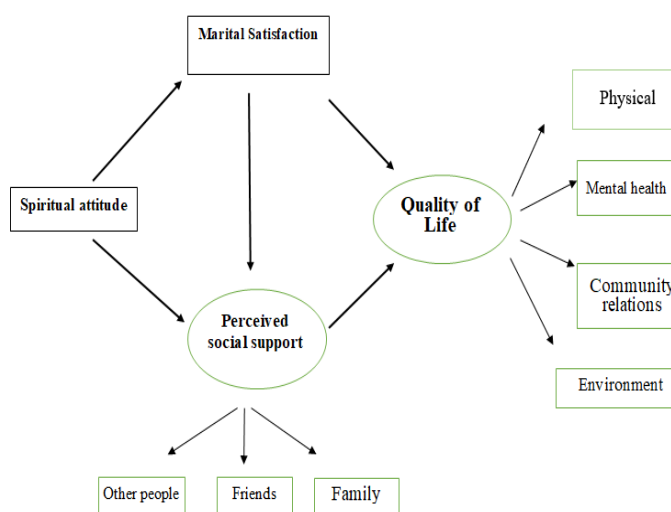 Marital Satisfaction
Physical
Mental health
Spiritual attitude
Quality of
Life
Community
relations
Perceived
social support
Environment
Other people
Friends
Family